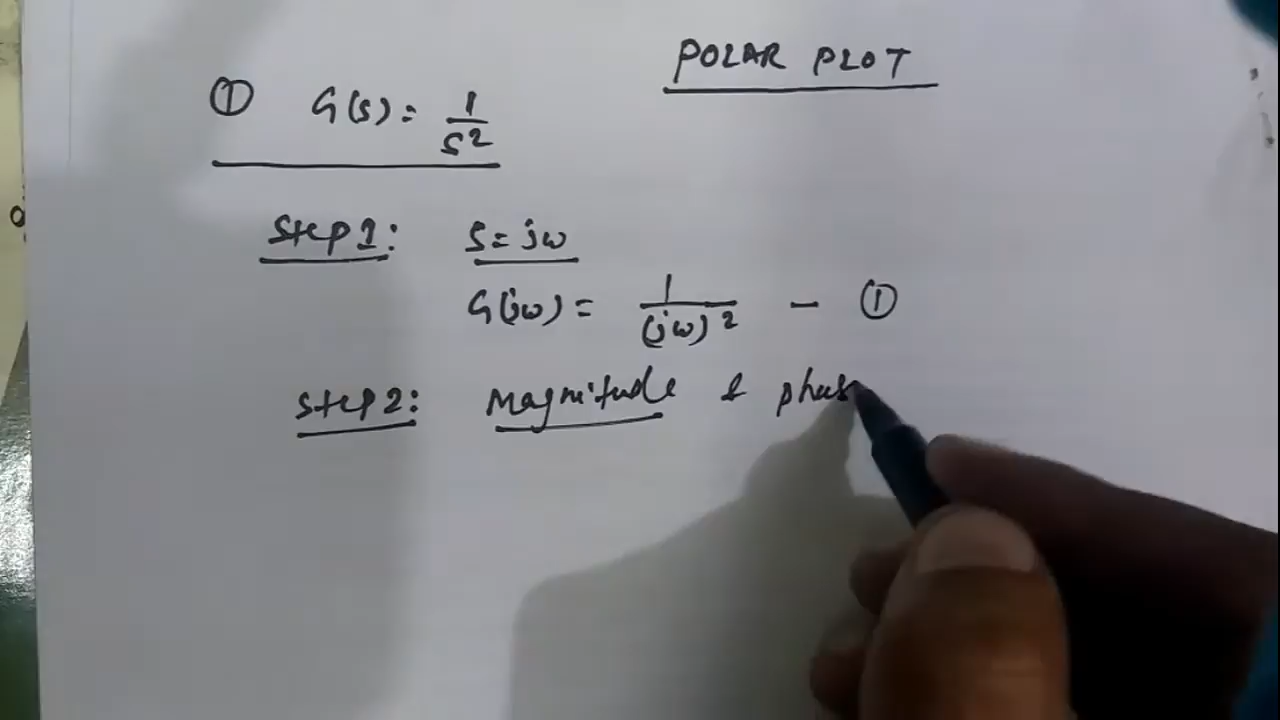 POLAR PLOT
① G(s) = 1/s²
Step 1: s = jω
G(jω) = 1/(jω)² - ①
Step 2: Magnitude & phas